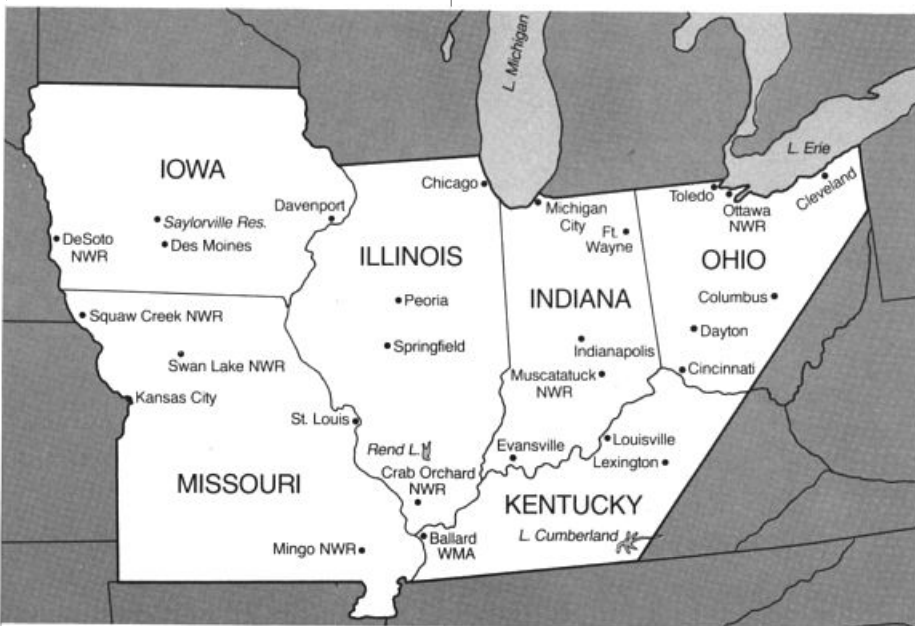 L. Michigan
L. Erie
IOWA
Chicago
Toledo
Cleveland
Davenport
Michigan
City
Ottawa
NWR
Saylorville Res.
DeSoto
NWR
Des Moines
Ft.
Wayne
ILLINOIS
OHIO
INDIANA
Columbus
Peoria
Squaw Creek NWR
Dayton
Springfield
Indianapolis
Swan Lake NWR
Muscatatuck
NWR
Cincinnati
Kansas City
St. Louis
Louisville
Rend L.
Evansville
Lexington
Crab Orchard
NWR
MISSOURI
KENTUCKY
Ballard
WMA
L. Cumberland
Mingo NWR